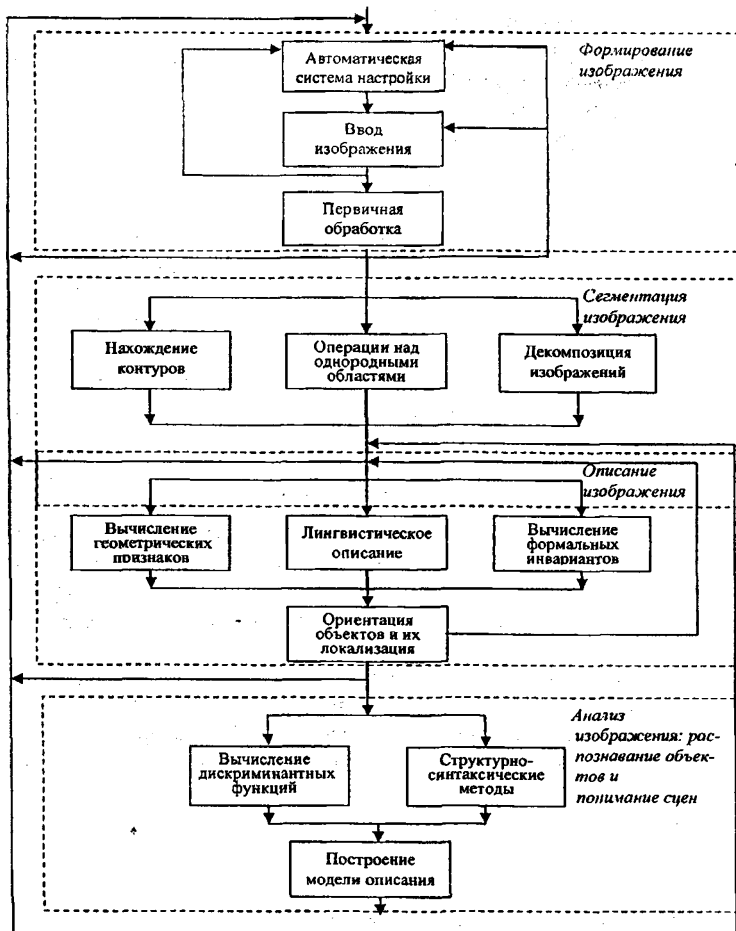 Автоматическая
система настройки
Формирование
изображения
Ввод
изображения
Первичная
обработка
Сегментация
изображения
Нахождение
контуров
Операции над
однородными
областями
Декомпозиция
изображений
Описание
изображения
Вычисление
геометрических
признаков
Лингвистическое
описание
Вычисление
формальных
инвариантов
Ориентация
объектов и их
локализация
Анализ
изображения: рас-
познавание объек-
тов и
понимание сцен
Вычисление
дискриминантных
функций
Структурно-
синтаксические
методы
Построение
модели описания